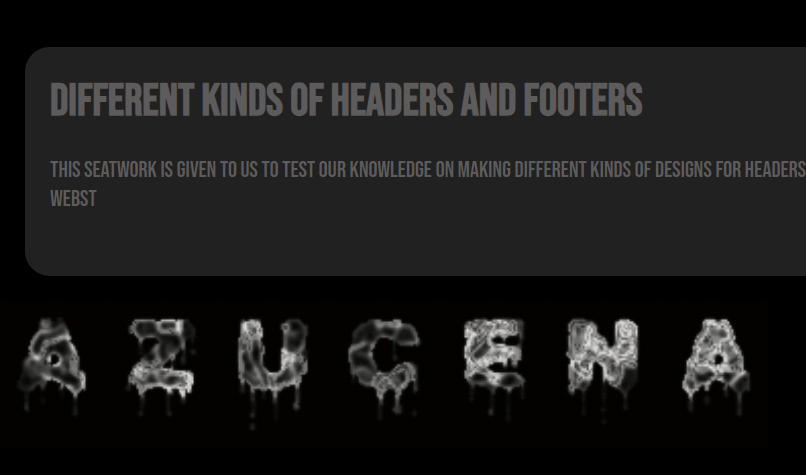 DIFFERENT KINDS OF HEADERS AND FOOTERS
THIS SEATWORK IS GIVEN TO US TO TEST OUR KNOWLEDGE ON MAKING DIFFERENT KINDS OF DESIGNS FOR HEADERS
WEBST
AZUCENA